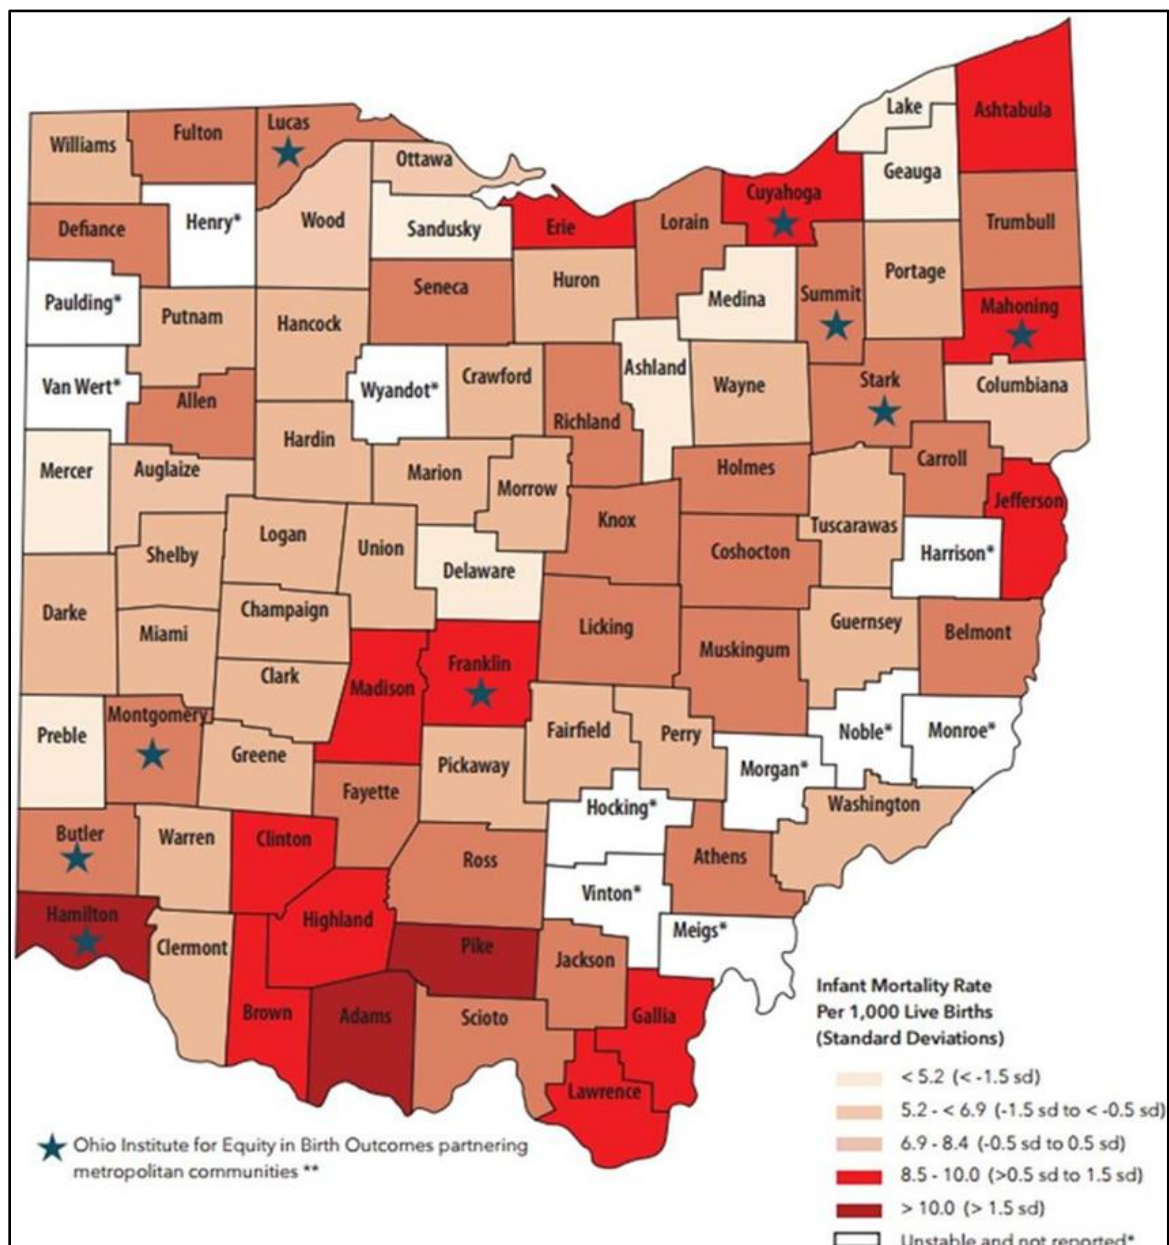 Lake
Ashtabula
Williams
Fulton
Lucas
Ottawa
Geauga
Cuyahoga
Henry*
Wood
Sandusky
Erie
Lorain
Trumbull
Defiance
Portage
Paulding*
Putnam
Hancock
Seneca
Huron
Medina
Summit
Mahoning
Van Wert*
Allen
Wyandot*
Crawford
Richland
Ashland
Wayne
Stark
Columbiana
Mercer
Auglaize
Hardin
Marion
Morrow
Holmes
Carroll
Jefferson
Shelby
Logan
Union
Delaware
Knox
Coshocton
Tuscarawas
Harrison*
Darke
Miami
Champaign
Clark
Madison
Franklin
Licking
Muskingum
Guernsey
Belmont
Preble
Montgomery
Greene
Fayette
Pickaway
Fairfield
Perry
Morgan*
Noble*
Monroe*
Butler
Warren
Clinton
Ross
Hocking*
Athens
Washington
Hamilton
Clermont
Highland
Pike
Vinton*
Meigs*
Brown
Adams
Scioto
Jackson
Gallia
Lawrence
Infant Mortality Rate
Per 1,000 Live Births
(Standard Deviations)
< 5.2 (< -1.5 sd)
5.2 - < 6.9 (-1.5 sd to < -0.5 sd)
6.9 - 8.4 (-0.5 sd to 0.5 sd)
8.5 - 10.0 (>0.5 sd to 1.5 sd)
> 10.0 (> 1.5 sd)
Unstable and not reported*
Ohio Institute for Equity in Birth Outcomes partnering
metropolitan communities **